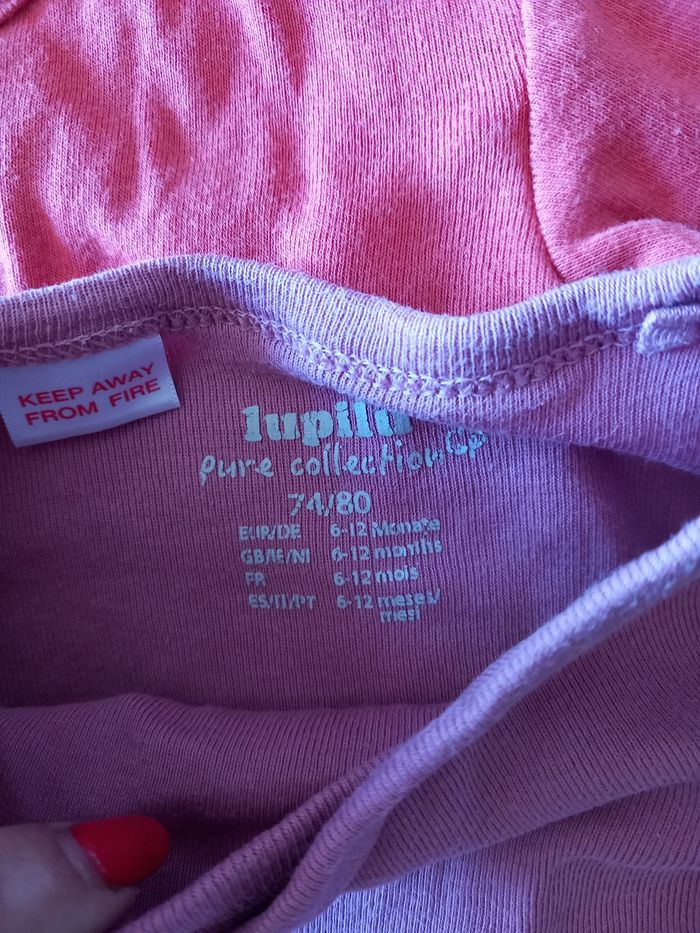 KEEP AWAY
FROM FIRE
lupilu
pure collection
74/80
EUR/DE 6-12 Monate
GB/IE/NI 6-12 months
FR 6-12 mois
ES/IT/PT 6-12 meses/
mesi